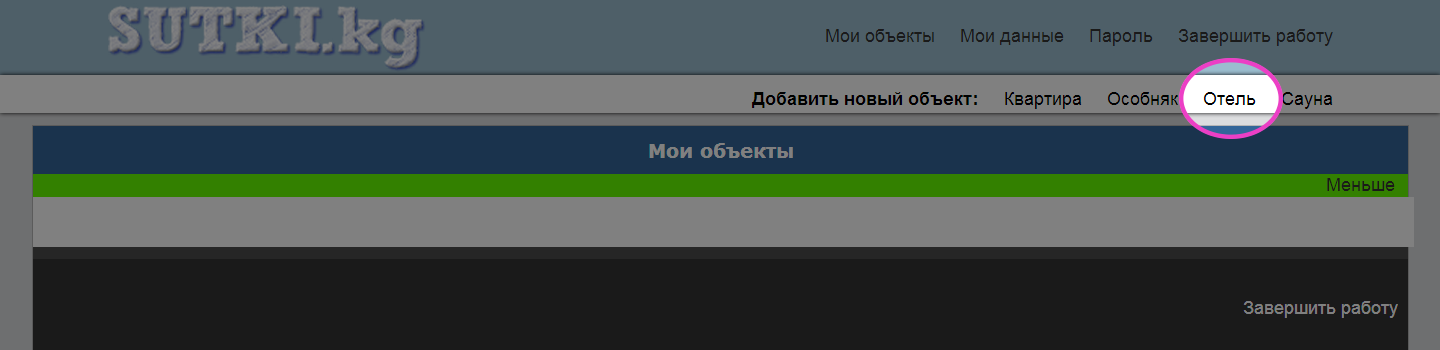 SUTKI.kg
Мои объекты Мои данные Пароль Завершить работу
Добавить новый объект: Квартира Особняк Отель Сауна
Мои объекты
Меньше
Завершить работу